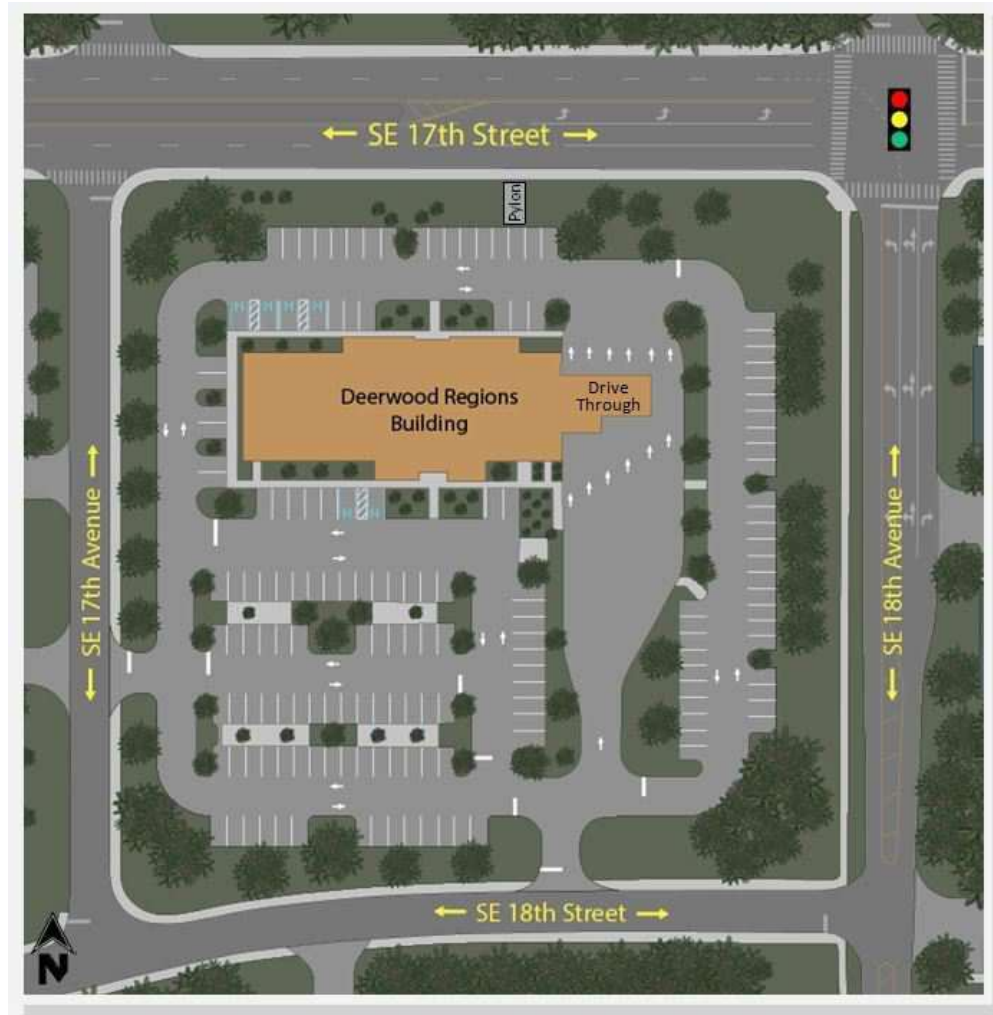 SE 17th Street
Pylon
H H H H
Deerwood Regions
Building
Drive
Through
H H
SE 17th Avenue
SE 18th Avenue
SE 18th Street
N